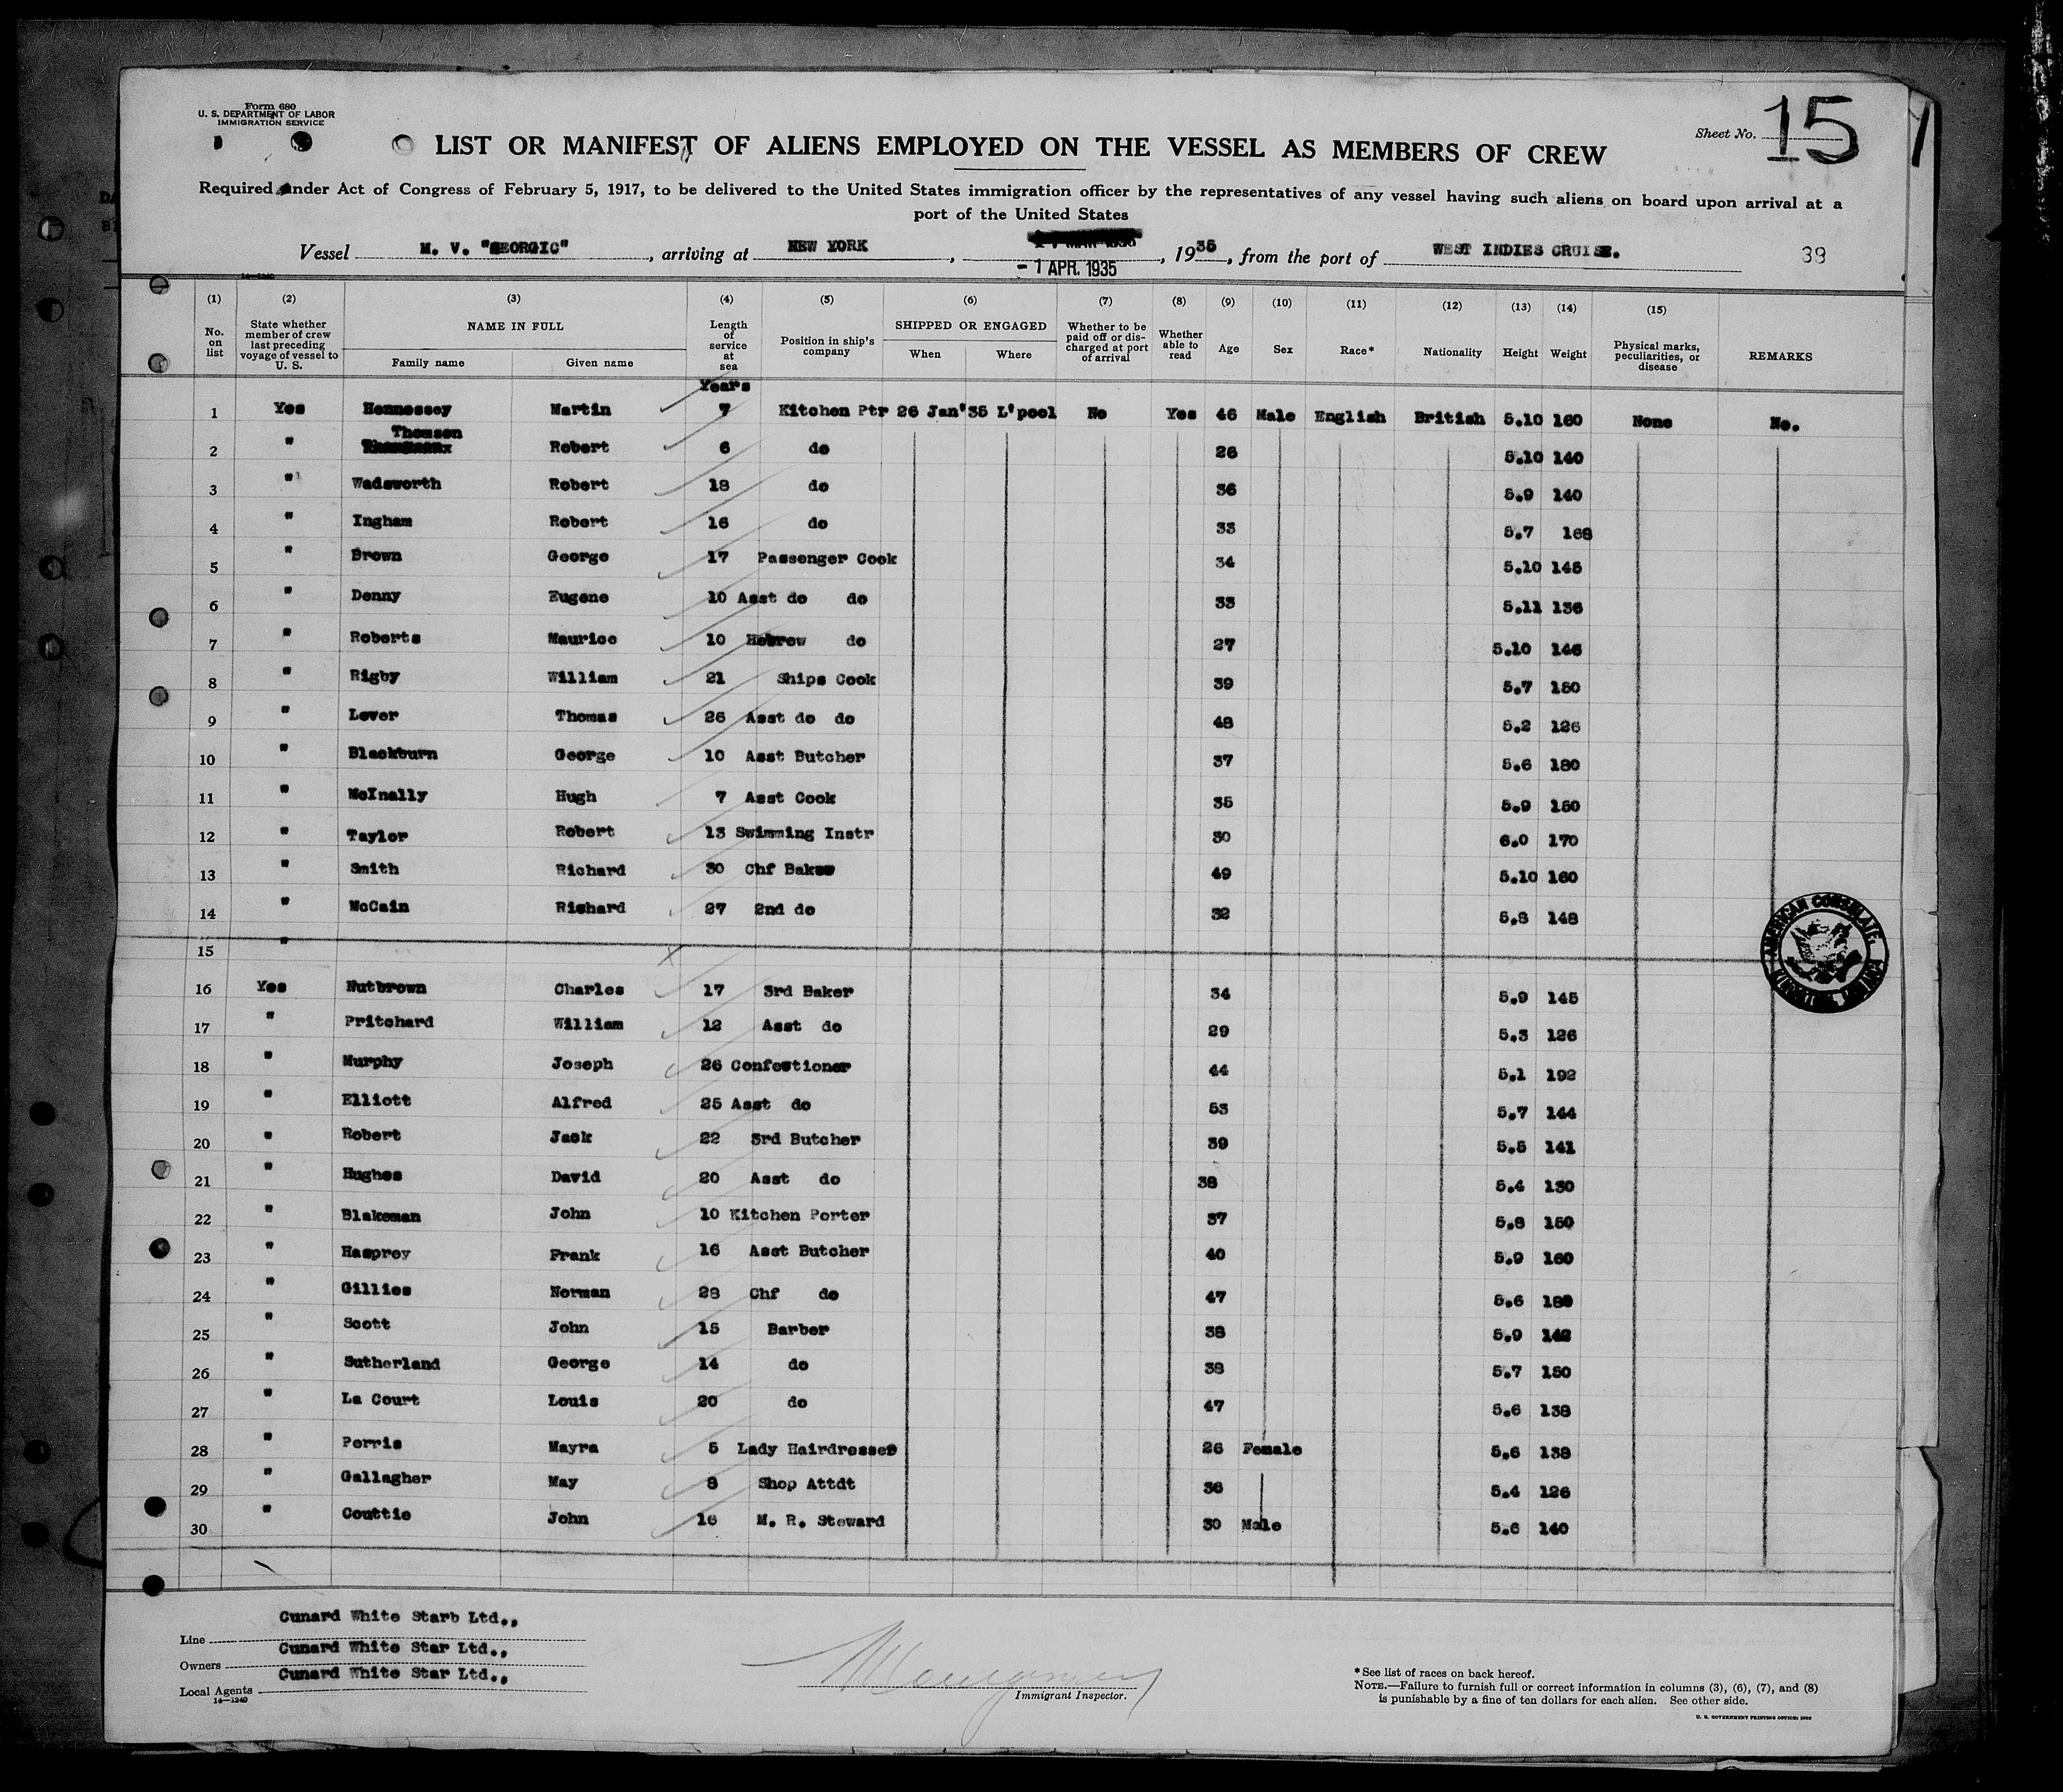 Form 680
U. S. DEPARTMENT OF LABOR
IMMIGRATION SERVICE
Sheet No. 15
LIST OR MANIFEST OF ALIENS EMPLOYED ON THE VESSEL AS MEMBERS OF CREW
Required under Act of Congress of February 5, 1917, to be delivered to the United States immigration officer by the representatives of any vessel having such aliens on board upon arrival at a
port of the United States
Vessel M. V. "GEORGIC", arriving at NEW YORK, - 1 APR. 1935, 1935, from the port of WEST INDIES CRUISE. 39
14—1240
(1) (2) (3) (4) (5) (6) (7) (8) (9) (10) (11) (12) (13) (14) (15)
No. on list State whether member of crew last preceding voyage of vessel to U. S. NAME IN FULL Length of service at sea Position in ship's company SHIPPED OR ENGAGED Whether to be paid off or discharged at port of arrival Whether able to read Age Sex Race* Nationality Height Weight Physical marks, peculiarities, or disease REMARKS
Family name Given name When Where
Years
1 Yes Hennessey Martin 7 Kitchen Ptr 26 Jan'35 L'pool No Yes 46 Male English British 5.10 160 None No.
2 " Thomson Robert 6 do 26 5.10 140
3 " Wadsworth Robert 18 do 36 5.9 140
4 " Ingham Robert 16 do 33 5.7 168
5 " Brown George 17 Passenger Cook 34 5.10 145
6 " Denny Eugene 10 Asst do do 33 5.11 136
7 " Roberts Maurice 10 Hebrew do 27 5.10 146
8 " Rigby William 21 Ships Cook 39 5.7 150
9 " Lever Thomas 26 Asst do do 48 5.2 126
10 " Blackburn George 10 Asst Butcher 37 5.6 180
11 " McInally Hugh 7 Asst Cook 35 5.9 150
12 " Taylor Robert 13 Swimming Instr 30 6.0 170
13 " Smith Richard 30 Chf Baker 49 5.10 160
14 " McCain Richard 27 2nd do 32 5.8 148
15 "
16 Yes Nutbrown Charles 17 3rd Baker 34 5.9 145
17 " Pritchard William 12 Asst do 29 5.3 126
18 " Murphy Joseph 26 Confectioner 44 5.1 192
19 " Elliott Alfred 25 Asst do 53 5.7 144
20 " Robert Jack 22 3rd Butcher 39 5.5 141
21 " Hughes David 20 Asst do 38 5.4 130
22 " Blakeman John 10 Kitchen Porter 37 5.8 150
23 " Hasprey Frank 16 Asst Butcher 40 5.9 160
24 " Gillies Norman 28 Chf do 47 5.6
25 " Scott John 15 Barber 38 5.9 142
26 " Sutherland George 14 do 38 5.7 150
27 " La Court Louis 20 do 47 5.6 138
28 " Perris Mayra 5 Lady Hairdresser 26 Female 5.6 138
29 " Gallagher May 8 Shop Attdt 36 5.4 126
30 " Couttie John 16 M. R. Steward 30 Male 5.6 140
AMERICAN CONSULATE, KINGSTON, JAMAICA
Line Cunard White Starb Ltd.,
Owners Cunard White Star Ltd.,
Local Agents Cunard White Star Ltd.,
14—1240
Immigrant Inspector.
*See list of races on back hereof.
NOTE.—Failure to furnish full or correct information in columns (3), (6), (7), and (8)
is punishable by a fine of ten dollars for each alien. See other side.
U. S. GOVERNMENT PRINTING OFFICE: